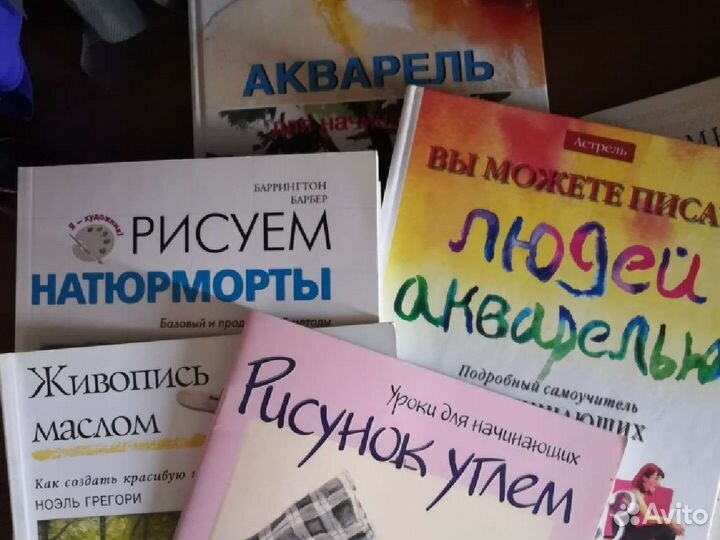 АКВАРЕЛЬ
для
Астрель
ВЫ МОЖЕТЕ
людей
акварелью
Подробный самоучитель
БАРРИНГТОН
БАРБЕР
Я - художник!
РИСУЕМ
НАТЮРМОРТЫ
Базовый и
Живопись
маслом
Как создать красивую
НОЭЛЬ ГРЕГОРИ
Уроки для начинающих
Рисунок углем
Avito